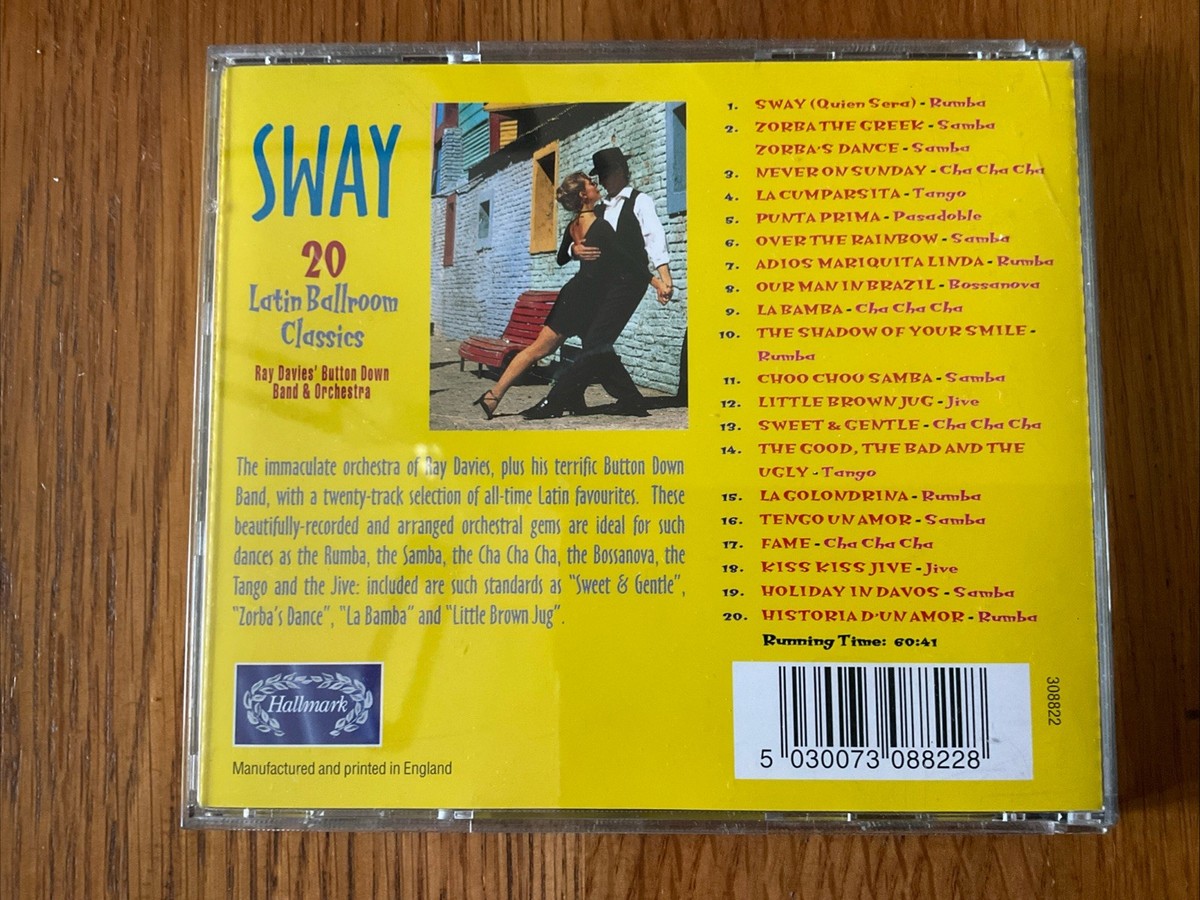 SWAY
20
Latin Ballroom
Classics
Ray Davies' Button Down
Band & Orchestra
The immaculate orchestra of Ray Davies, plus his terrific Button Down
Band, with a twenty-track selection of all-time Latin favourites. These
beautifully-recorded and arranged orchestral gems are ideal for such
dances as the Rumba, the Samba, the Cha Cha Cha, the Bossanova, the
Tango and the Jive: included are such standards as "Sweet & Gentle",
"Zorba's Dance", "La Bamba" and "Little Brown Jug".
Hallmark
Manufactured and printed in England
1. SWAY (Quien Sera) - Rumba
2. ZORBA THE GREEK - Samba
ZORBA'S DANCE - Samba
3. NEVER ON SUNDAY - Cha Cha Cha
4. LA CUMPARSITA - Tango
5. PUNTA PRIMA - Pasadoble
6. OVER THE RAINBOW - Samba
7. ADIOS MARIQUITA LINDA - Rumba
8. OUR MAN IN BRAZIL - Bossanova
9. LA BAMBA - Cha Cha Cha
10. THE SHADOW OF YOUR SMILE -
Rumba
11. CHOO CHOU SAMBA - Samba
12. LITTLE BROWN JUG - Jive
13. SWEET & GENTLE - Cha Cha Cha
14. THE GOOD, THE BAD AND THE
UGLY - Tango
15. LA GOLONDRINA - Rumba
16. TENGO UN AMOR - Samba
17. FAME - Cha Cha Cha
18. KISS KISS JIVE - Jive
19. HOLIDAY IN DAVOS - Samba
20. HISTORIA D'UN AMOR - Rumba
Running Time: 60:41
5 030073 088228
308822